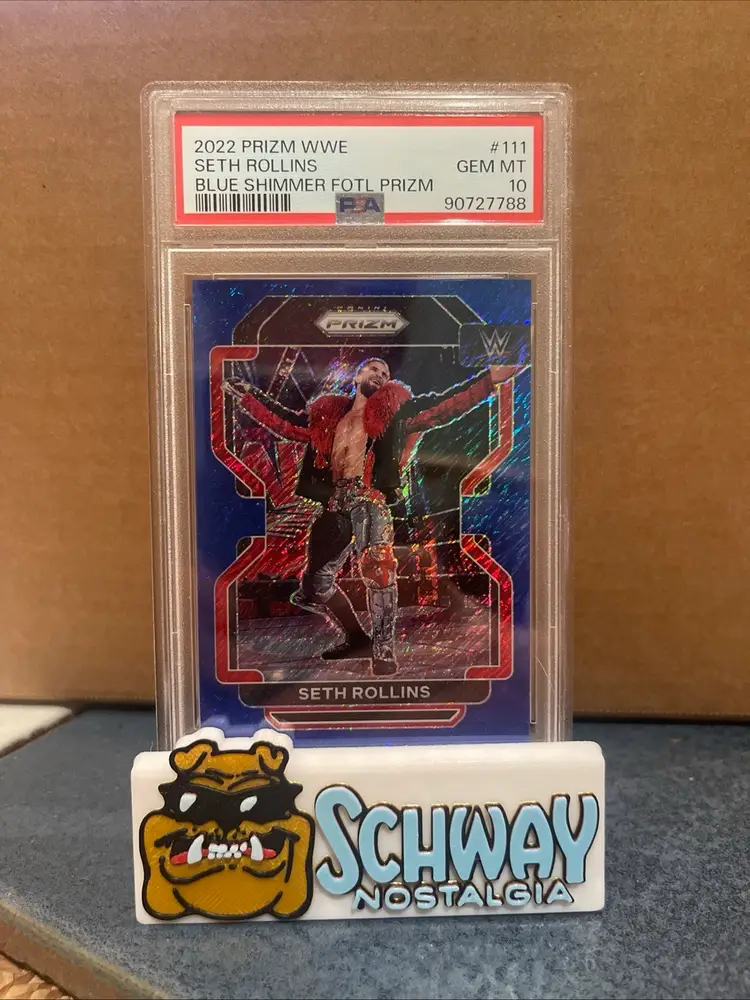 2022 PRIZM WWE #111
SETH ROLLINS GEM MT
BLUE SHIMMER FOTL PRIZM 10
PSA 90727788
PANINI
PRIZM
W
SETH ROLLINS
SCHWAY
NOSTALGIA